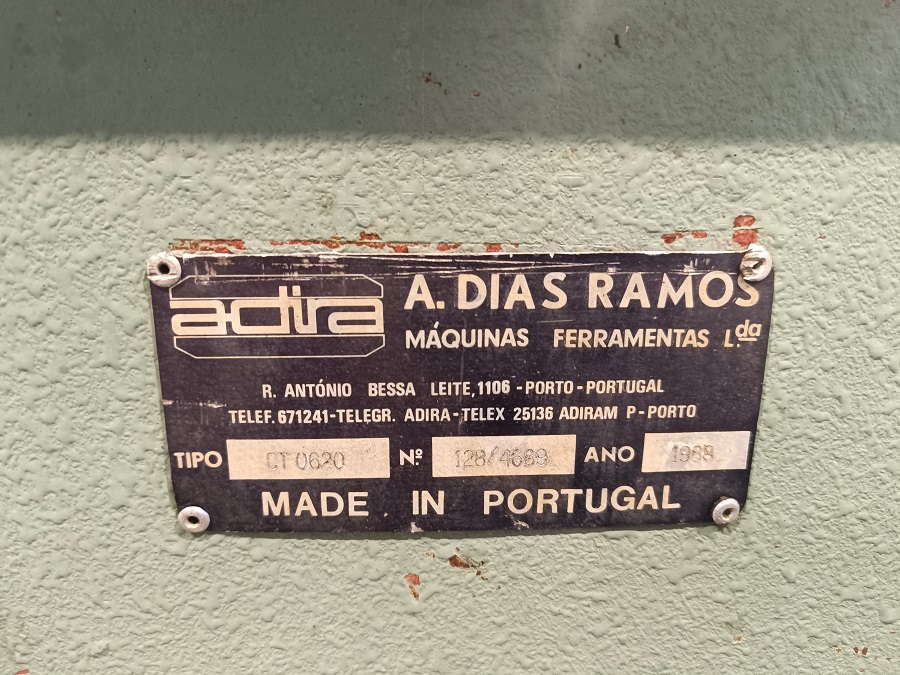 adira
A. DIAS RAMOS
MÁQUINAS FERRAMENTAS L.da
R. ANTÓNIO BESSA LEITE, 1106 - PORTO - PORTUGAL
TELEF. 671241 - TELEGR. ADIRA - TELEX 25136 ADIRAM P - PORTO
TIPO CT 0620 Nº 128/4669 ANO 1988
MADE IN PORTUGAL